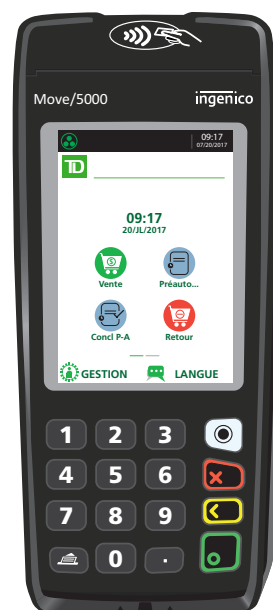 Move/5000 ingenico
09:17
07/20/2017
TD
09:17
20/JL/2017
Vente Préauto...
Concl P-A Retour
GESTION LANGUE
1 2 3
4 5 6
7 8 9
0 .